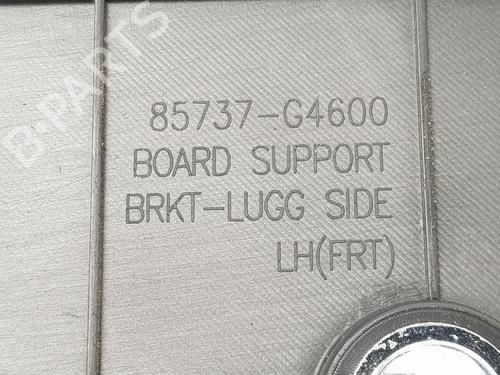 B-PARTS
85737-G4600
BOARD SUPPORT
BRKT-LUGG SIDE
LH(FRT)